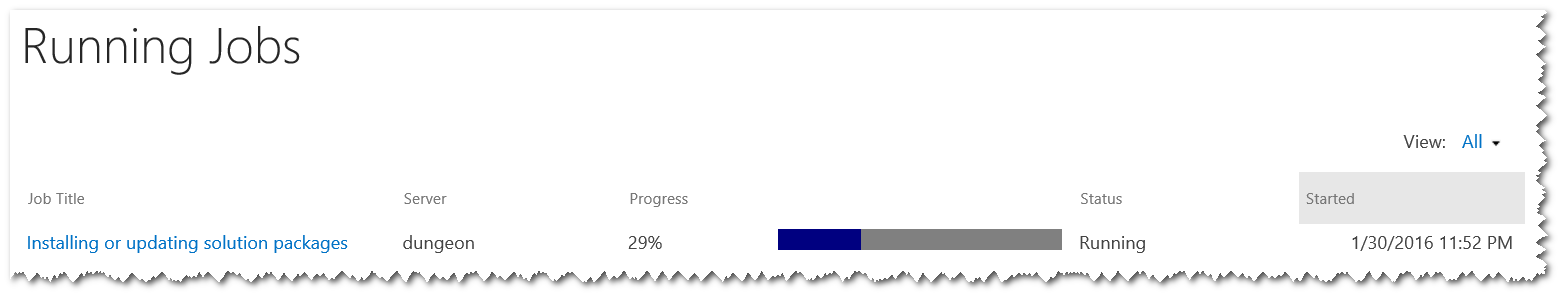 Running Jobs
View: All
Job Title Server Progress Status Started
Installing or updating solution packages dungeon 29% Running 1/30/2016 11:52 PM